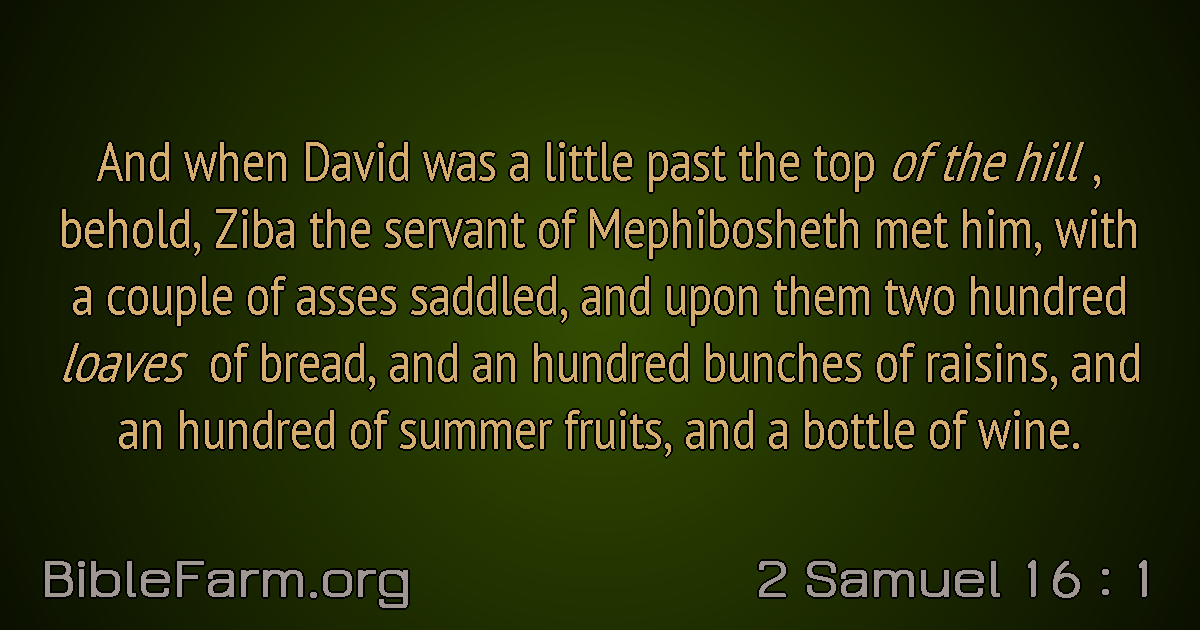 And when David was a little past the top of the hill ,
behold, Ziba the servant of Mephibosheth met him, with
a couple of asses saddled, and upon them two hundred
loaves of bread, and an hundred bunches of raisins, and
an hundred of summer fruits, and a bottle of wine.
BibleFarm.org
2 Samuel 16 : 1